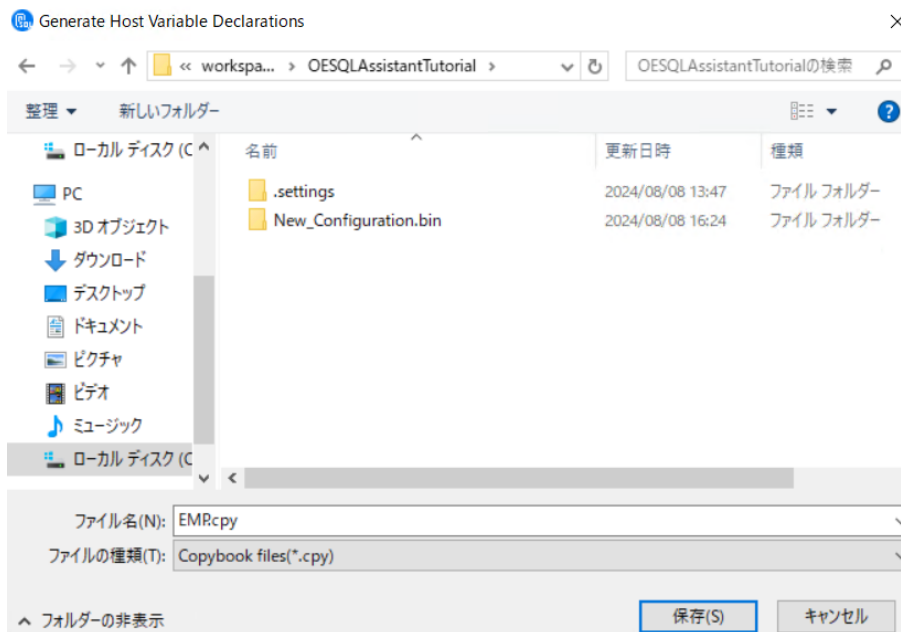 Generate Host Variable Declarations
« workspa... › OESQLAssistantTutorial ›
OESQLAssistantTutorialの検索
整理 新しいフォルダー
ローカル ディスク (C
PC
3D オブジェクト
ダウンロード
デスクトップ
ドキュメント
ピクチャ
ビデオ
ミュージック
ローカル ディスク (C
名前 更新日時 種類
.settings 2024/08/08 13:47 ファイル フォルダー
New_Configuration.bin 2024/08/08 16:24 ファイル フォルダー
ファイル名(N): EMP.cpy
ファイルの種類(T): Copybook files(*.cpy)
フォルダーの非表示 保存(S) キャンセル